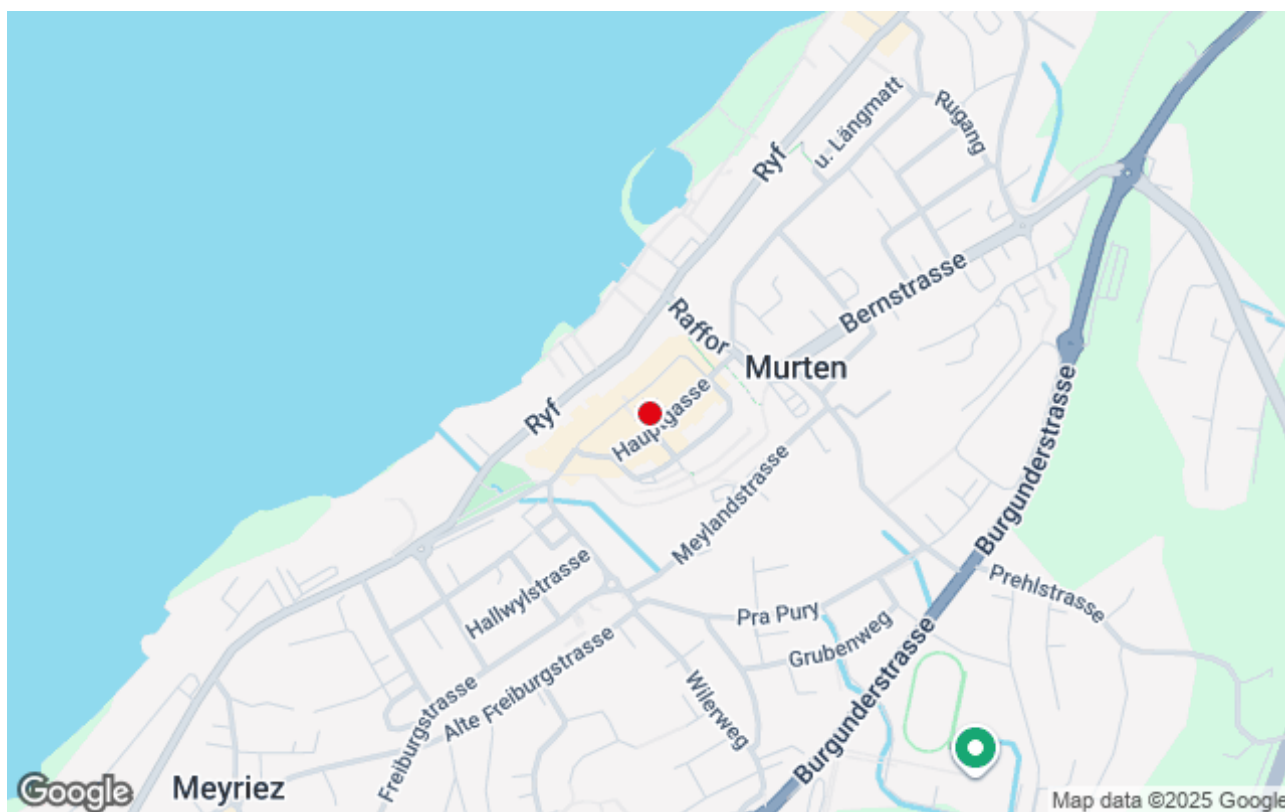 Rugang
u. Längmatt
Ryf
Bernstrasse
Raffor
Murten
Ryf
Hauptgasse
Meylandstrasse
Burgunderstrasse
Prehlstrasse
Hallwylstrasse
Pra Pury
Grubenweg
Alte Freiburgstrasse
Freiburgstrasse
Wilerweg
Burgunderstrasse
Meyriez
Google
Map data ©2025 Google